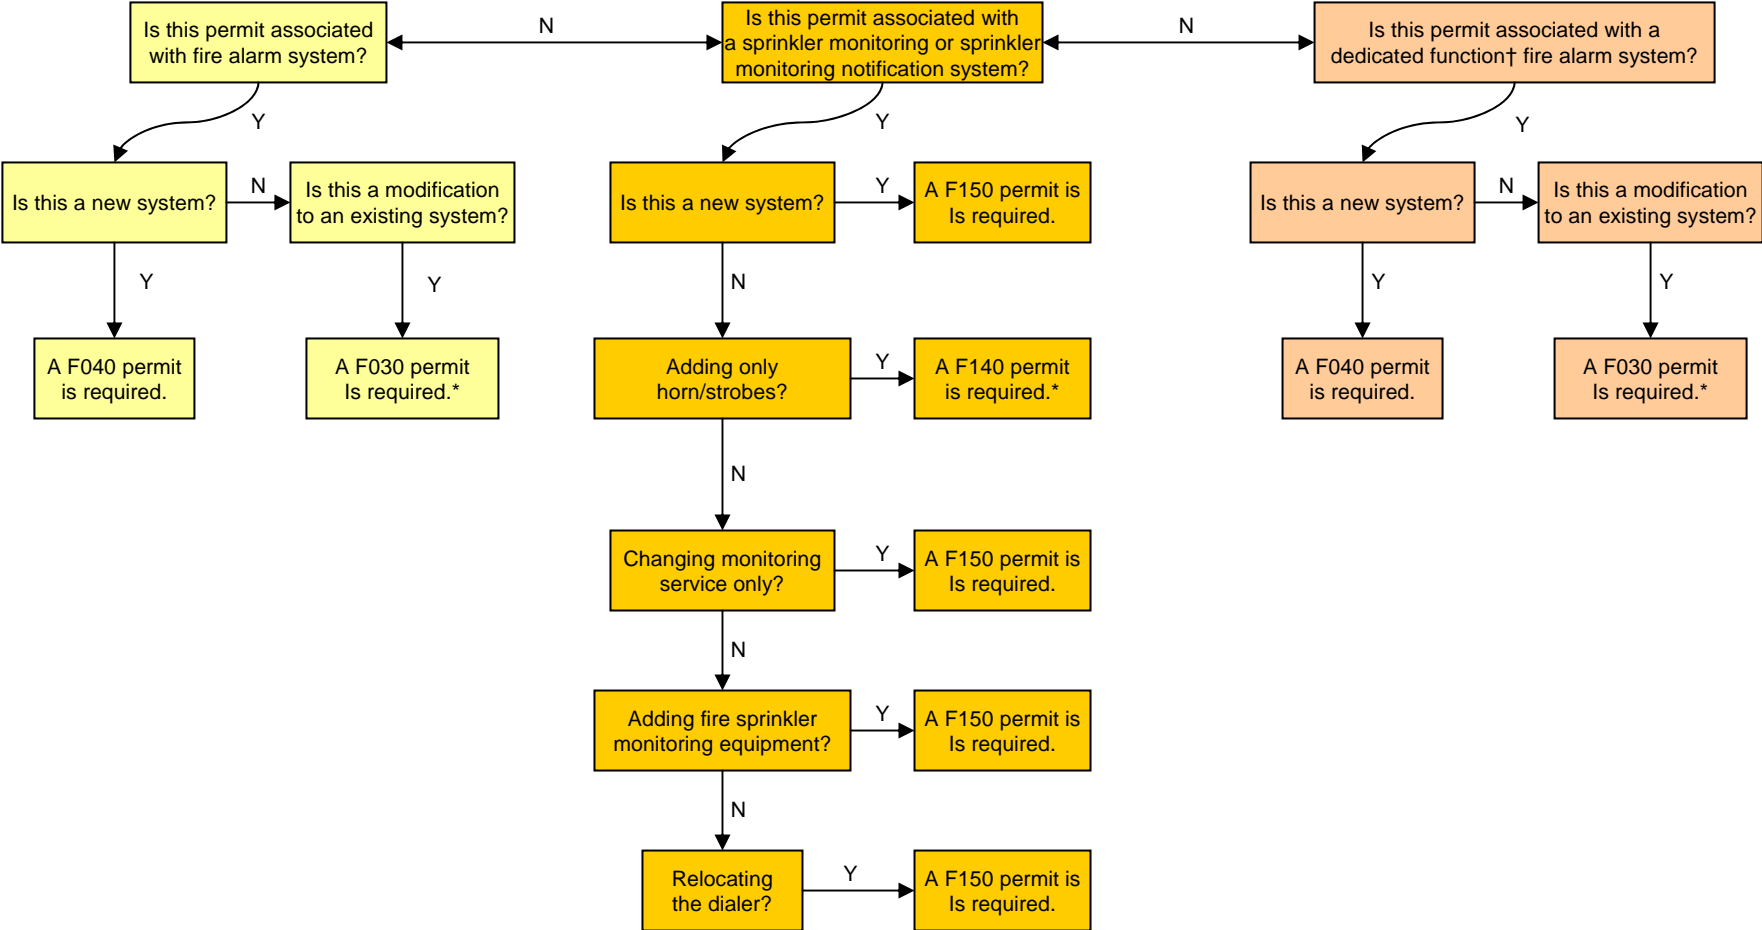 Is this permit associated
with fire alarm system?
N
Is this permit associated with
a sprinkler monitoring or sprinkler
monitoring notification system?
N
Is this permit associated with a
dedicated function† fire alarm system?
Y
Y
Y
Is this a new system?
N
Is this a modification
to an existing system?
Is this a new system?
Y
A F150 permit is
Is required.
Is this a new system?
N
Is this a modification
to an existing system?
Y
Y
N
Y
Y
A F040 permit
is required.
A F030 permit
Is required.*
Adding only
horn/strobes?
Y
A F140 permit
is required.*
A F040 permit
is required.
A F030 permit
Is required.*
N
Changing monitoring
service only?
Y
A F150 permit is
Is required.
N
Adding fire sprinkler
monitoring equipment?
Y
A F150 permit is
Is required.
N
Relocating
the dialer?
Y
A F150 permit is
Is required.